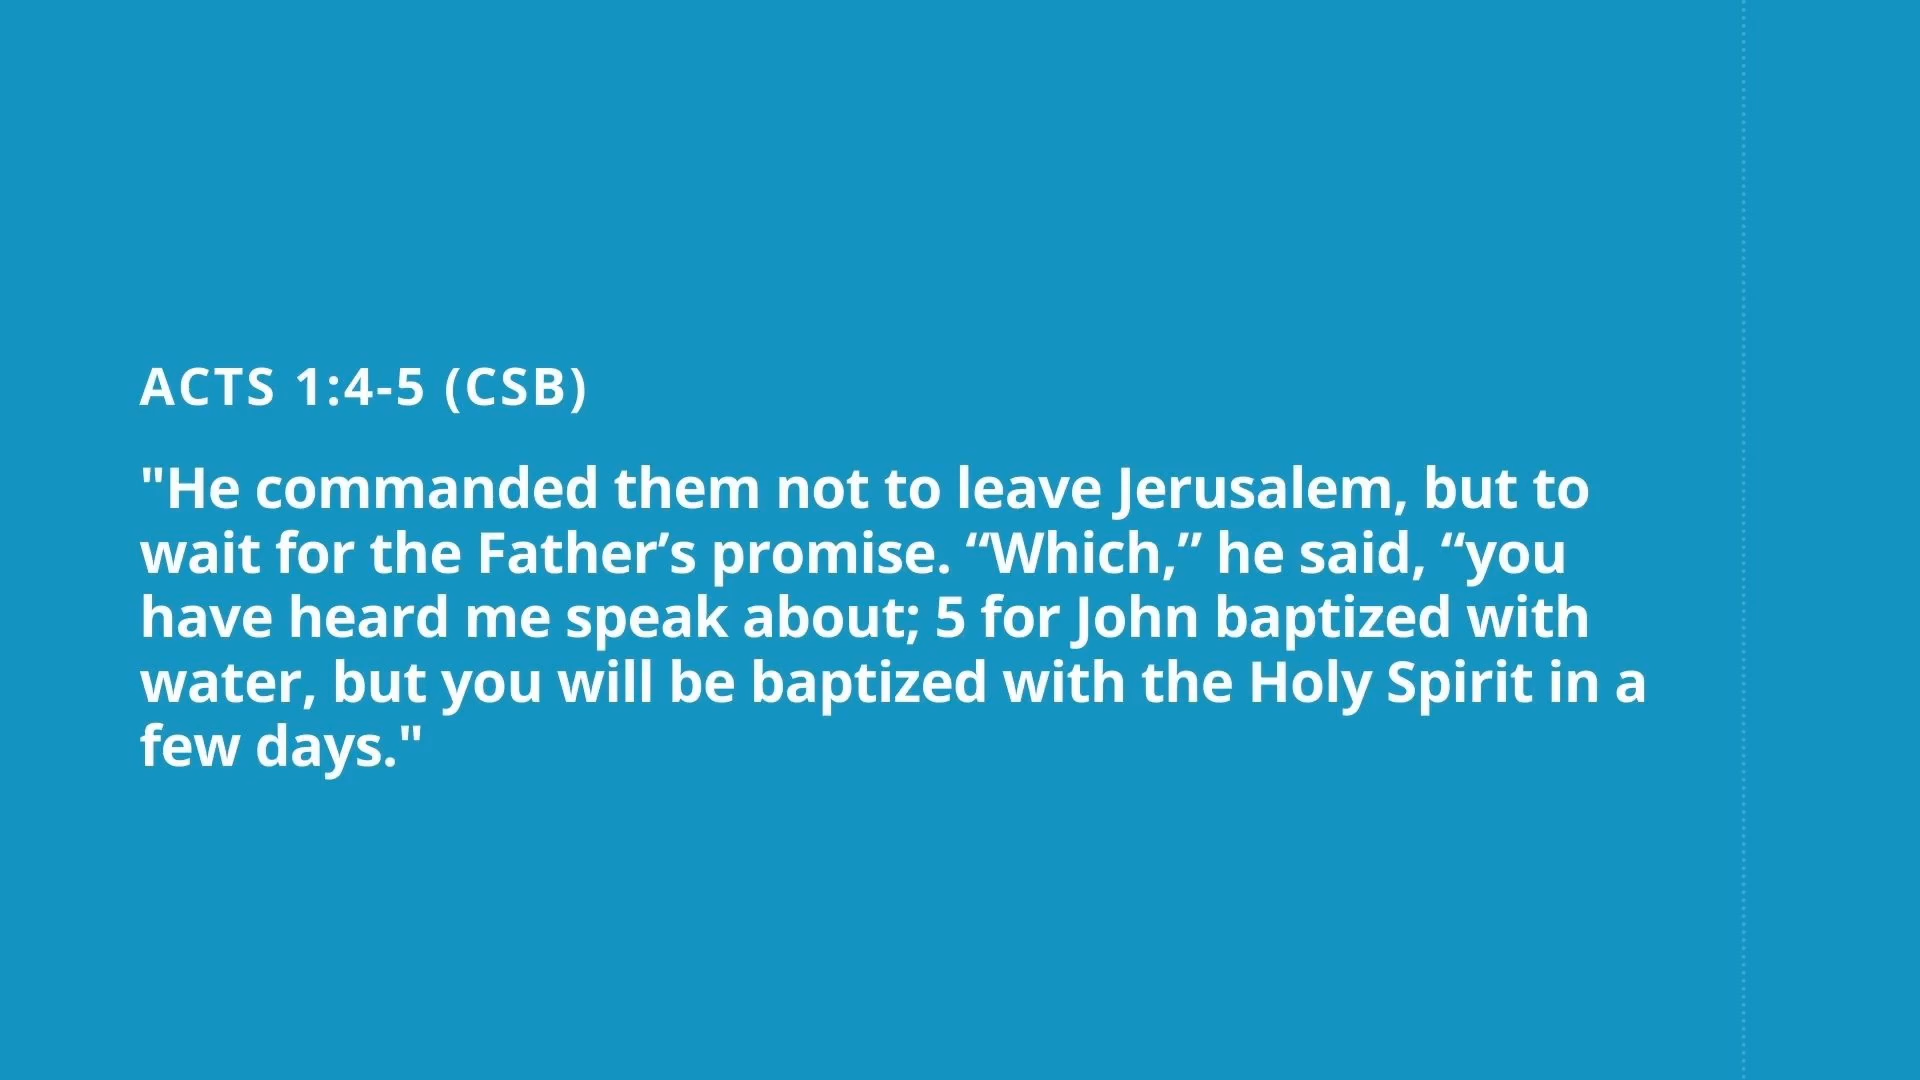 ACTS 1:4-5 (CSB)
"He commanded them not to leave Jerusalem, but to
wait for the Father’s promise. “Which,” he said, “you
have heard me speak about; 5 for John baptized with
water, but you will be baptized with the Holy Spirit in a
few days."